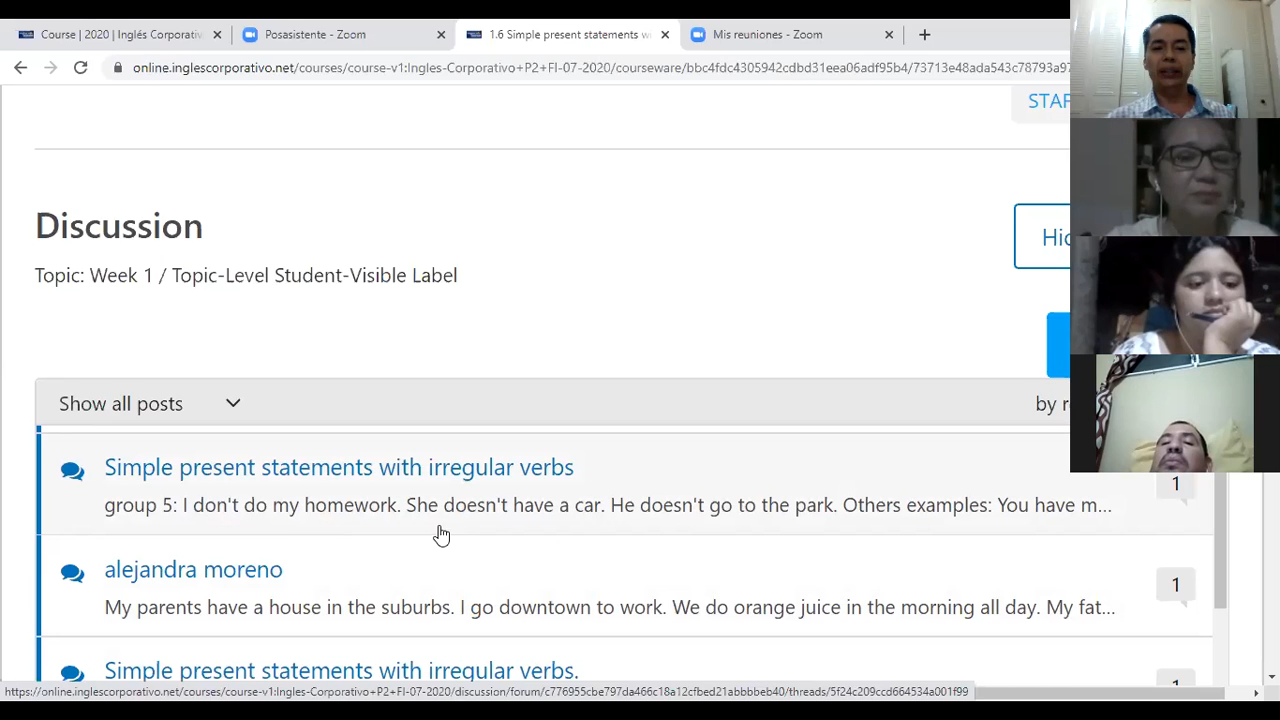 Course | 2020 | Inglés Corporativ
Posasistente - Zoom
1.6 Simple present statements w
Mis reuniones - Zoom
online.inglescorporativo.net/courses/course-v1:Ingles-Corporativo+P2+FI-07-2020/courseware/bbc4fdc4305942cdbd31eea06adf95b4/73713e48ada543c78793a97
STAF
Discussion
Hid
Topic: Week 1 / Topic-Level Student-Visible Label
Show all posts
by r
Simple present statements with irregular verbs
1
group 5: I don't do my homework. She doesn't have a car. He doesn't go to the park. Others examples: You have m...
alejandra moreno
1
My parents have a house in the suburbs. I go downtown to work. We do orange juice in the morning all day. My fat...
Simple present statements with irregular verbs.
1
https://online.inglescorporativo.net/courses/course-v1:Ingles-Corporativo+P2+FI-07-2020/discussion/forum/c776955cbe797da466c18a12cfbed21abbbbeb40/threads/5f24c209ccd664534a001f99